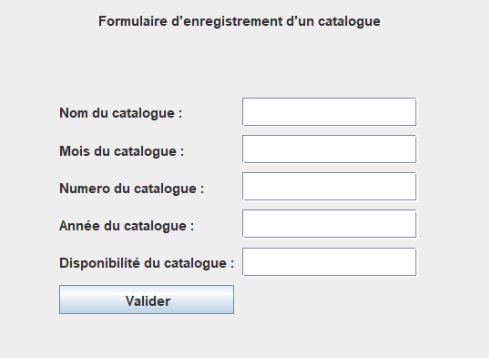 Formulaire d'enregistrement d'un catalogue
Nom du catalogue :
Mois du catalogue :
Numero du catalogue :
Année du catalogue :
Disponibilité du catalogue :
Valider